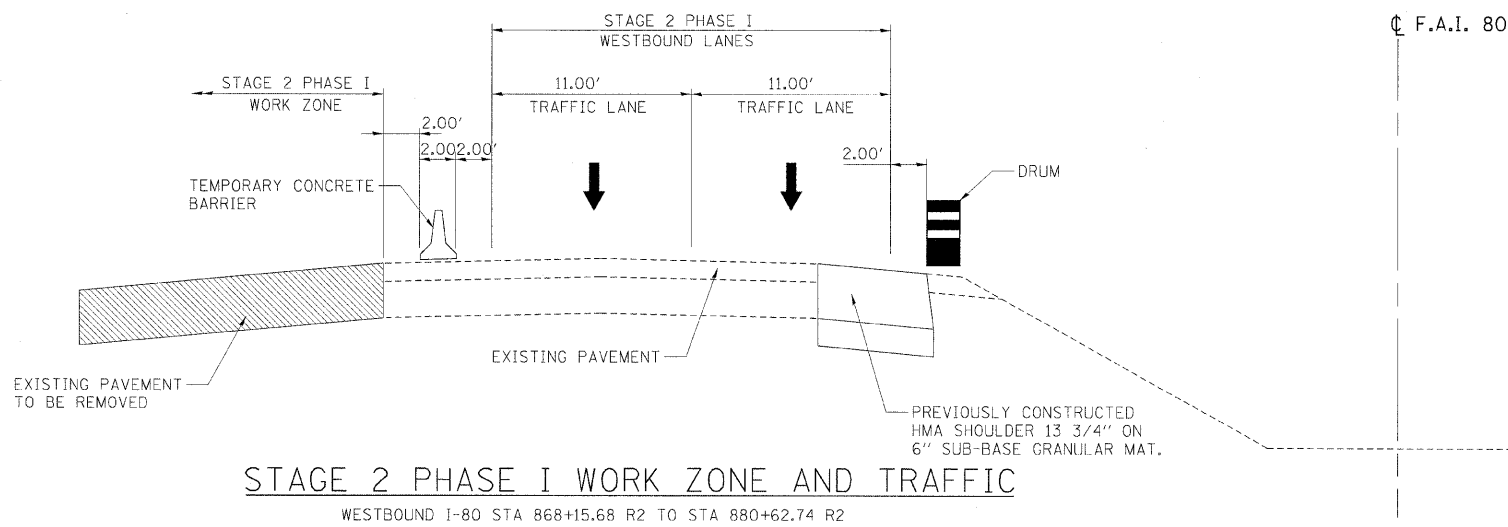 STAGE 2 PHASE I
WESTBOUND LANES
℄ F.A.I. 80
STAGE 2 PHASE I
WORK ZONE
11.00'
TRAFFIC LANE
11.00'
TRAFFIC LANE
2.00'
2.00
2.00'
2.00'
DRUM
TEMPORARY CONCRETE
BARRIER
EXISTING PAVEMENT
EXISTING PAVEMENT
TO BE REMOVED
PREVIOUSLY CONSTRUCTED
HMA SHOULDER 13 3/4" ON
6" SUB-BASE GRANULAR MAT.
STAGE 2 PHASE I WORK ZONE AND TRAFFIC
WESTBOUND I-80 STA 868+15.68 R2 TO STA 880+62.74 R2